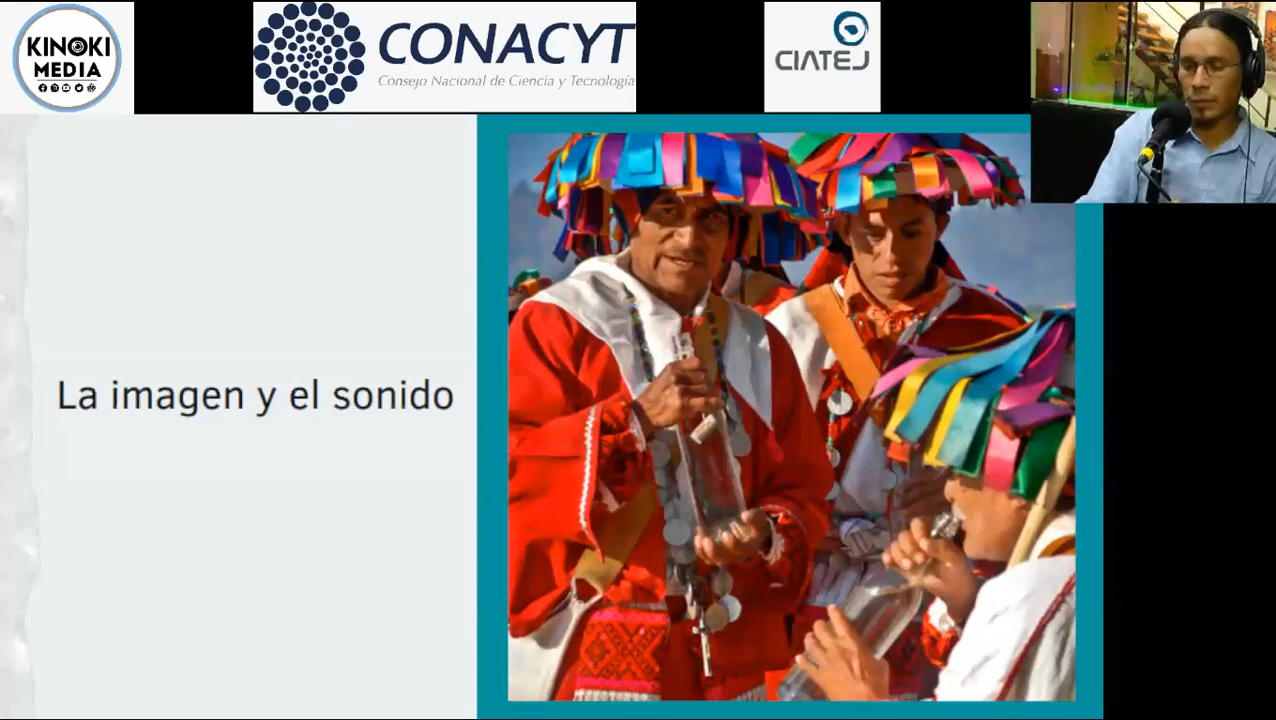 KINOKI
MEDIA
CONACYT
Consejo Nacional de Ciencia y Tecnología
CIATEJ
La imagen y el sonido